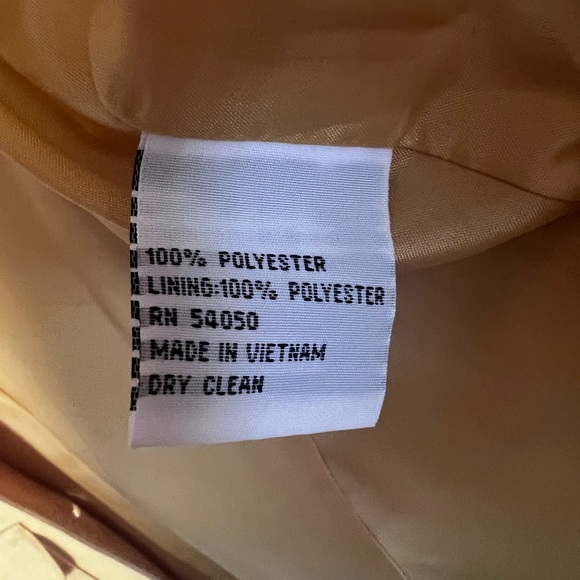 100% POLYESTER
LINING:100% POLYESTER
RN 54050
MADE IN VIETNAM
DRY CLEAN